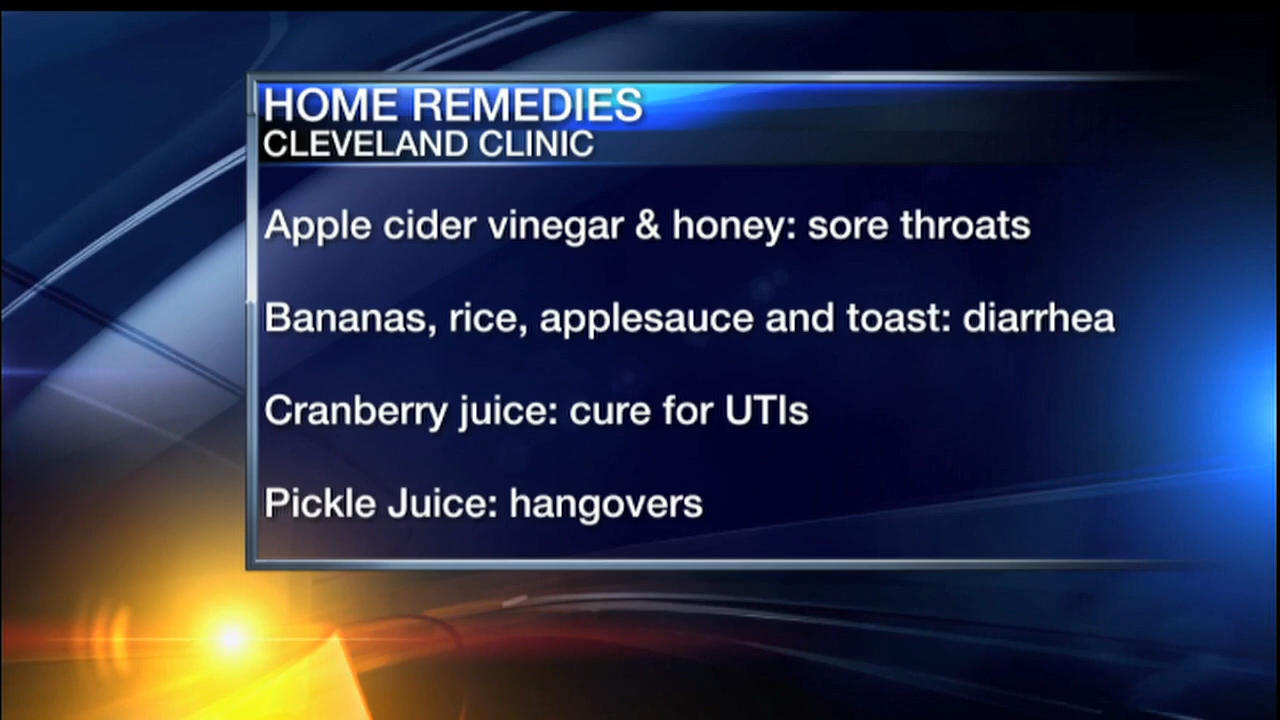 HOME REMEDIES
CLEVELAND CLINIC
Apple cider vinegar & honey: sore throats
Bananas, rice, applesauce and toast: diarrhea
Cranberry juice: cure for UTIs
Pickle Juice: hangovers